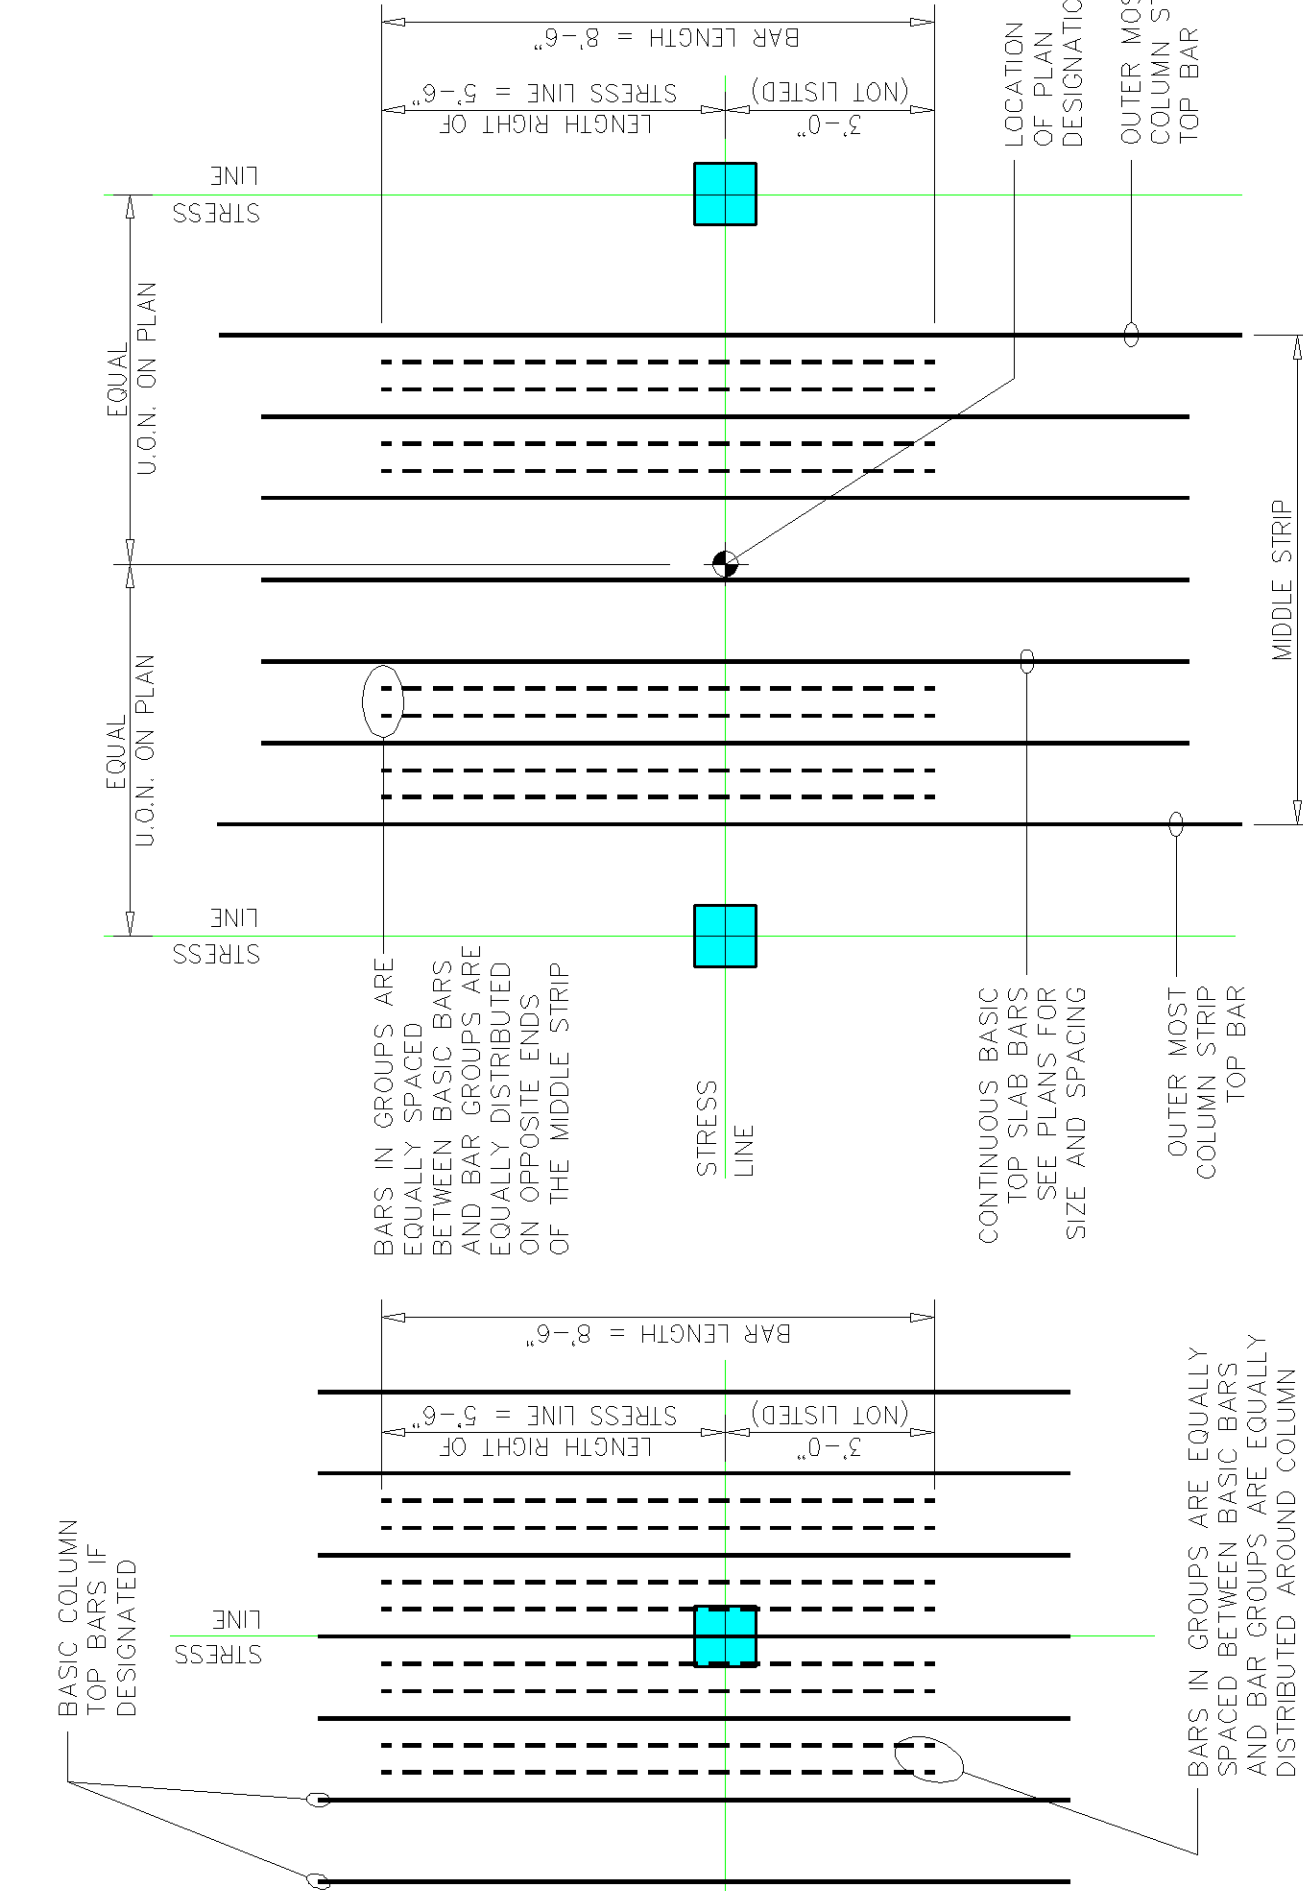 BAR LENGTH = 8'-6"
LENGTH RIGHT OF
STRESS LINE = 5'-6"
3'-0"
(NOT LISTED)
LOCATION
OF PLAN
OUTER
COLUMN
TOP BAR
STRESS
LINE
EQUAL
U.O.N. ON PLAN
EQUAL
U.O.N. ON PLAN
MIDDLE STRIP
STRESS
LINE
BARS IN GROUPS ARE
EQUALLY SPACED
BETWEEN BASIC BARS
AND BAR GROUPS ARE
EQUALLY DISTRIBUTED
ON OPPOSITE ENDS
OF THE MIDDLE STRIP
STRESS
LINE
CONTINUOUS BASIC
TOP SLAB BARS
SEE PLANS FOR
SIZE AND SPACING
OUTER MOST
COLUMN STRIP
TOP BAR
BAR LENGTH = 8'-6"
LENGTH RIGHT OF
STRESS LINE = 5'-6"
3'-0"
(NOT LISTED)
BASIC COLUMN
TOP BARS IF
DESIGNATED
STRESS
LINE
BARS IN GROUPS ARE EQUALLY
SPACED BETWEEN BASIC BARS
AND BAR GROUPS ARE EQUALLY
DISTRIBUTED AROUND COLUMN